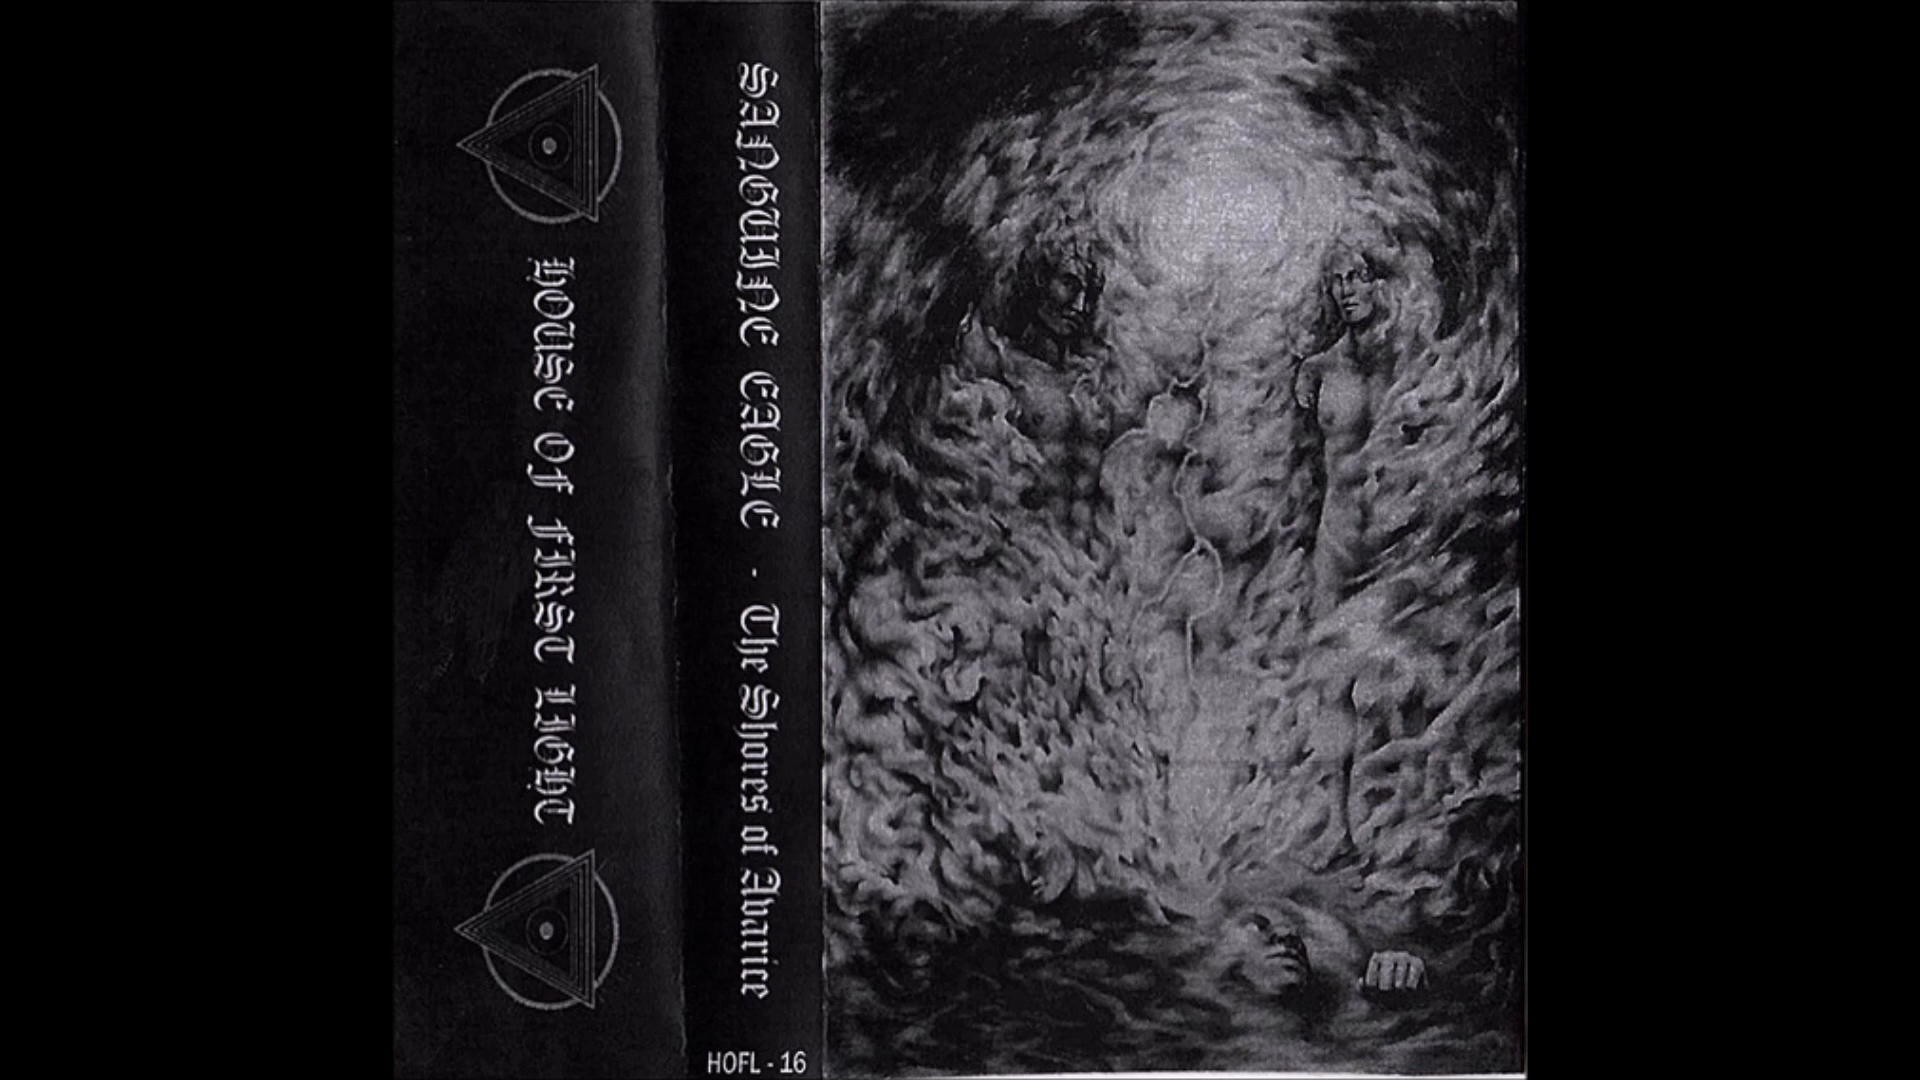 HOUSE OF FIRST LIGHT
SANGUINE EAGLE - The Shores of Avarice
HOFL - 16